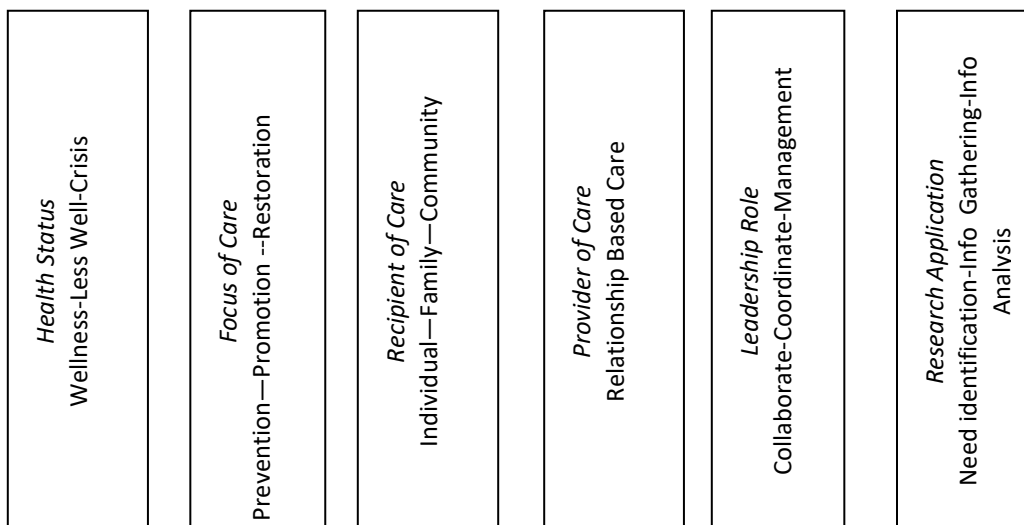 Health Status
Wellness-Less Well-Crisis
Focus of Care
Prevention—Promotion --Restoration
Recipient of Care
Individual—Family—Community
Provider of Care
Relationship Based Care
Leadership Role
Collaborate-Coordinate-Management
Research Application
Need identification-Info  Gathering-Info
Analysis